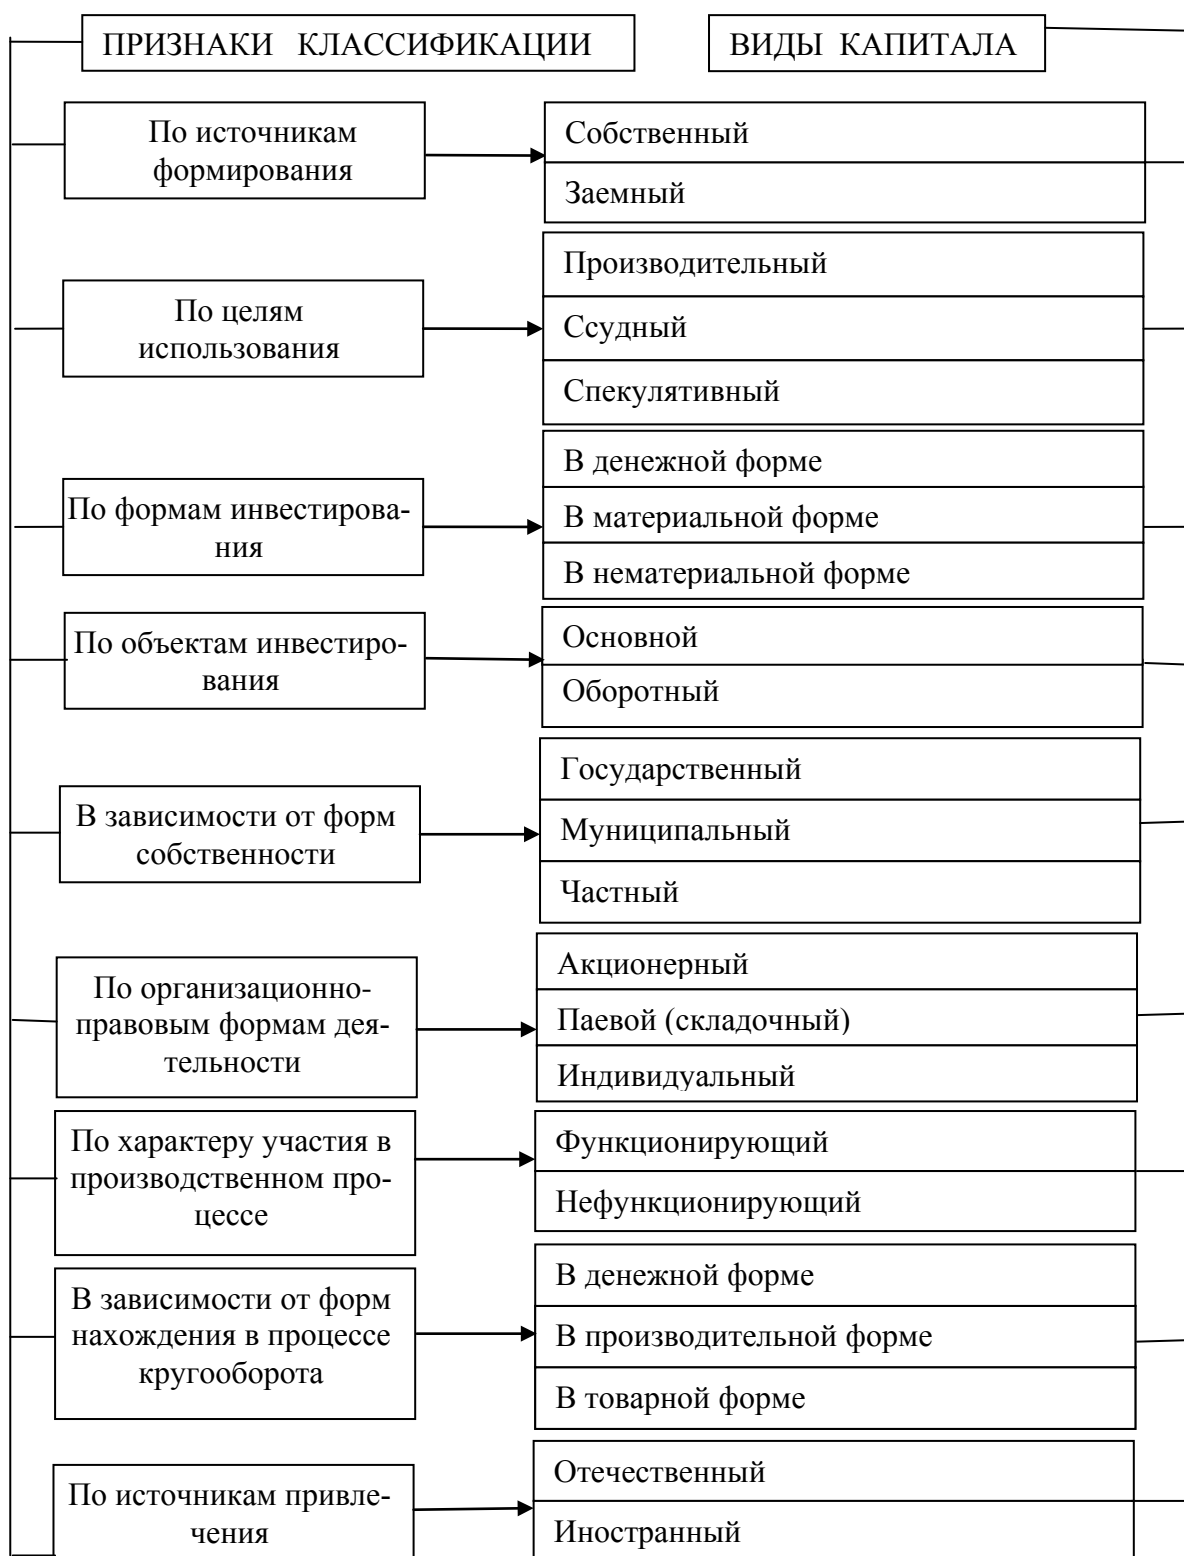 ПРИЗНАКИ КЛАССИФИКАЦИИ
ВИДЫ КАПИТАЛА
По источникам
формирования
Собственный
Заемный
По целям
использования
Производительный
Ссудный
Спекулятивный
По формам инвестирова-
ния
В денежной форме
В материальной форме
В нематериальной форме
По объектам инвестиро-
вания
Основной
Оборотный
В зависимости от форм
собственности
Государственный
Муниципальный
Частный
По организационно-
правовым формам дея-
тельности
Акционерный
Паевой (складочный)
Индивидуальный
По характеру участия в
производственном про-
цессе
Функционирующий
Нефункционирующий
В зависимости от форм
нахождения в процессе
кругооборота
В денежной форме
В производительной форме
В товарной форме
По источникам привле-
чения
Отечественный
Иностранный